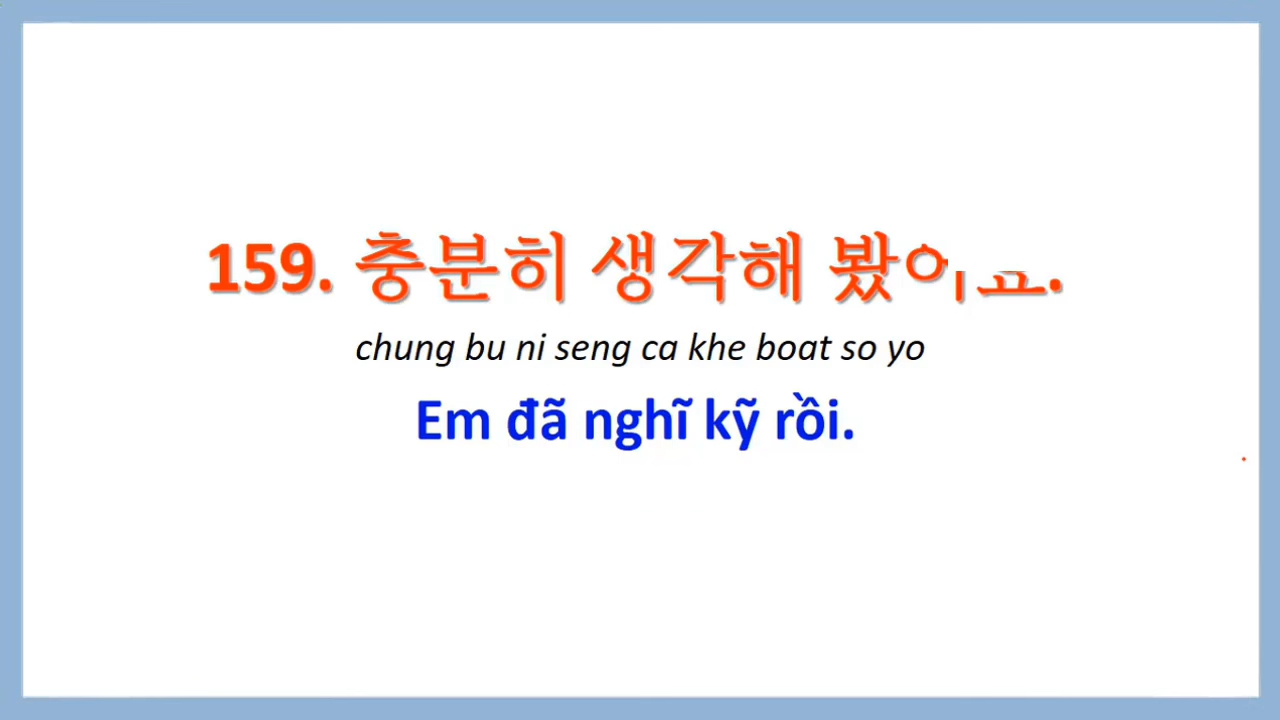 159. 충분히 생각해 봤어요.
chung bu ni seng ca khe boat so yo
Em đã nghĩ kỹ rồi.